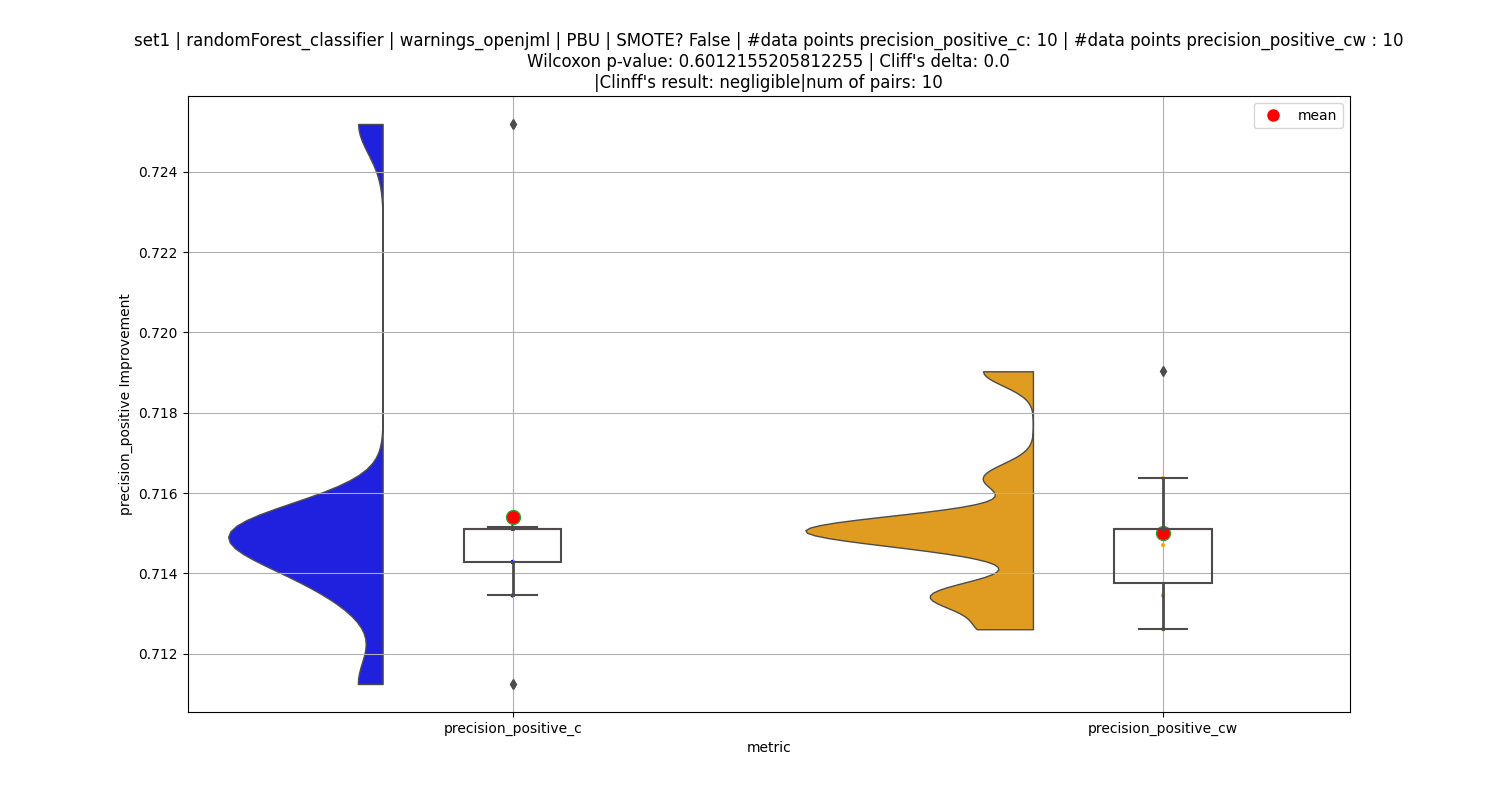 set1 | randomForest_classifier | warnings_openjml | PBU | SMOTE? False | #data points precision_positive_c: 10 | #data points precision_positive_cw : 10
Wilcoxon p-value: 0.6012155205812255 | Cliff's delta: 0.0
|Clinff's result: negligible|num of pairs: 10
mean
0.724
0.722
0.720
0.718
0.716
0.714
0.712
precision_positive Improvement
precision_positive_c
precision_positive_cw
metric